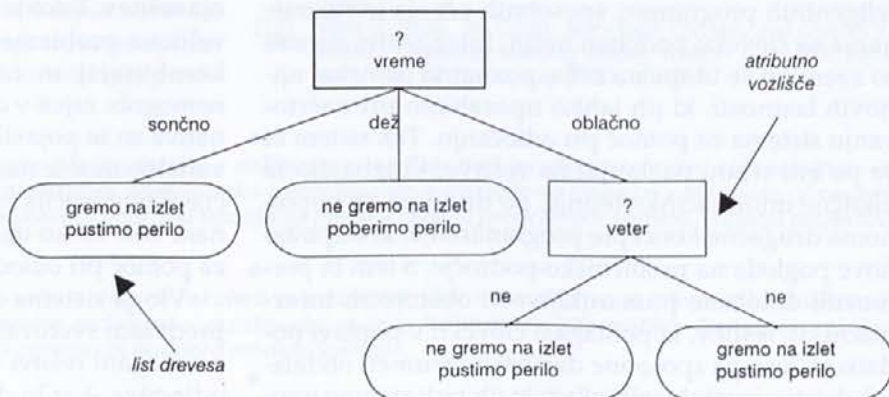 ?
vreme
atributno
vozlišče
sončno
dež
oblačno
gremo na izlet
pustimo perilo
ne gremo na izlet
poberimo perilo
?
veter
list drevesa
ne
ne
ne gremo na izlet
pustimo perilo
gremo na izlet
pustimo perilo